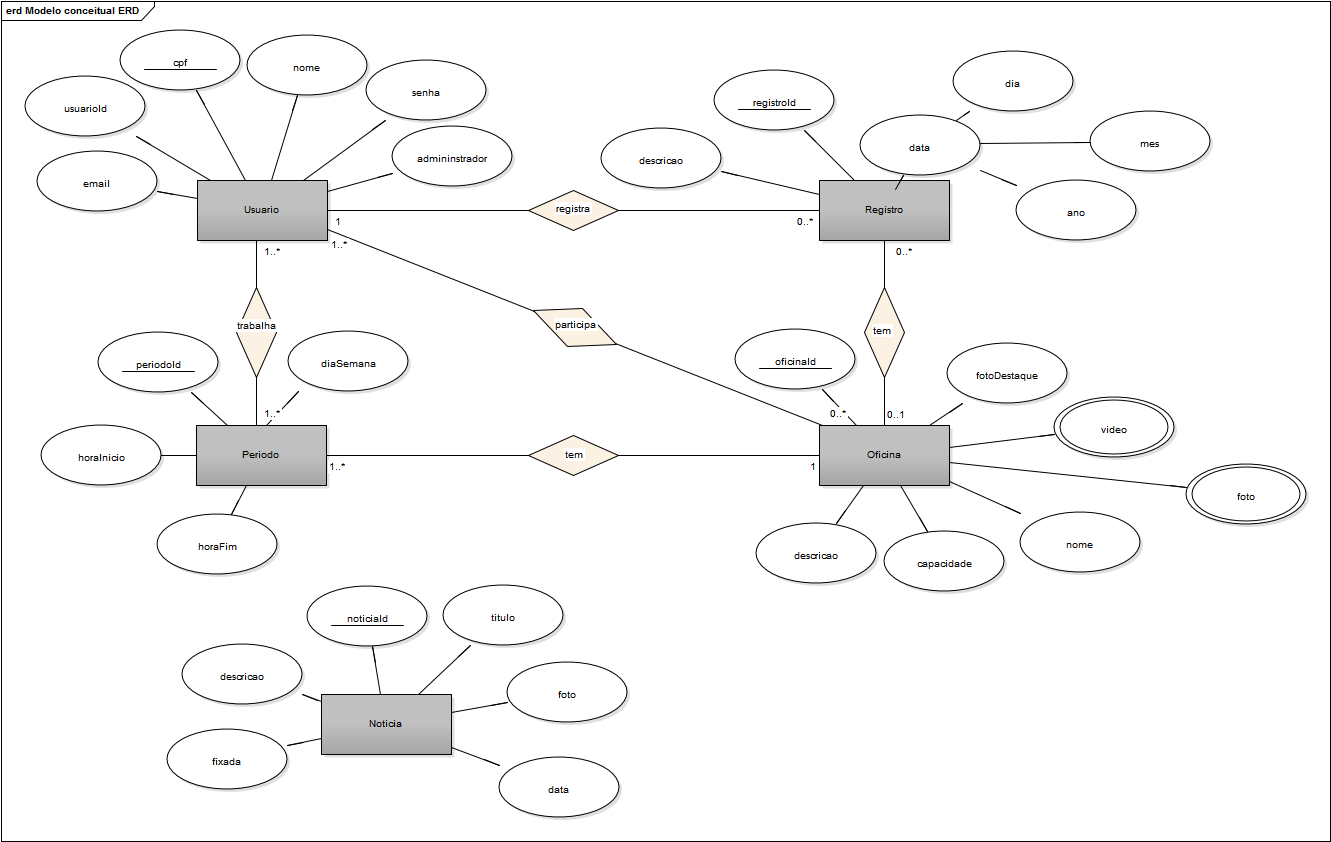 erd Modelo conceitual ERD
cpf
nome
usuarioId
senha
admininstrador
email
Usuario
registroId
dia
data
mes
descricao
ano
registra
Registro
1
0..*
1..*
1..*
0..*
trabalha
participa
tem
periodoId
diaSemana
oficinaId
fotoDestaque
1..*
0..*
0..1
video
horaInicio
Periodo
tem
Oficina
1..*
1
foto
horaFim
descricao
capacidade
nome
noticiaId
titulo
descricao
foto
Noticia
fixada
data